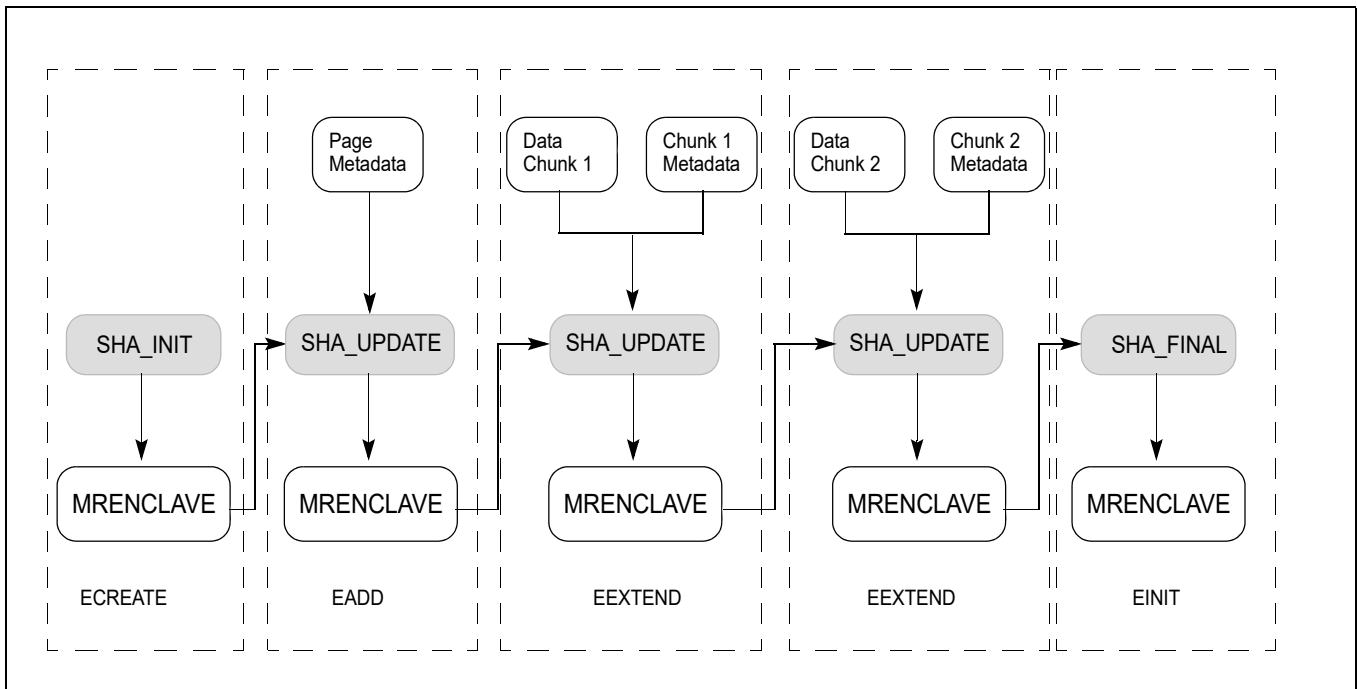 Page
Metadata
Data
Chunk 1
Chunk 1
Metadata
Data
Chunk 2
Chunk 2
Metadata
SHA_INIT
SHA_UPDATE
SHA_UPDATE
SHA_UPDATE
SHA_FINAL
MRENCLAVE
MRENCLAVE
MRENCLAVE
MRENCLAVE
MRENCLAVE
ECREATE
EADD
EEXTEND
EEXTEND
EINIT